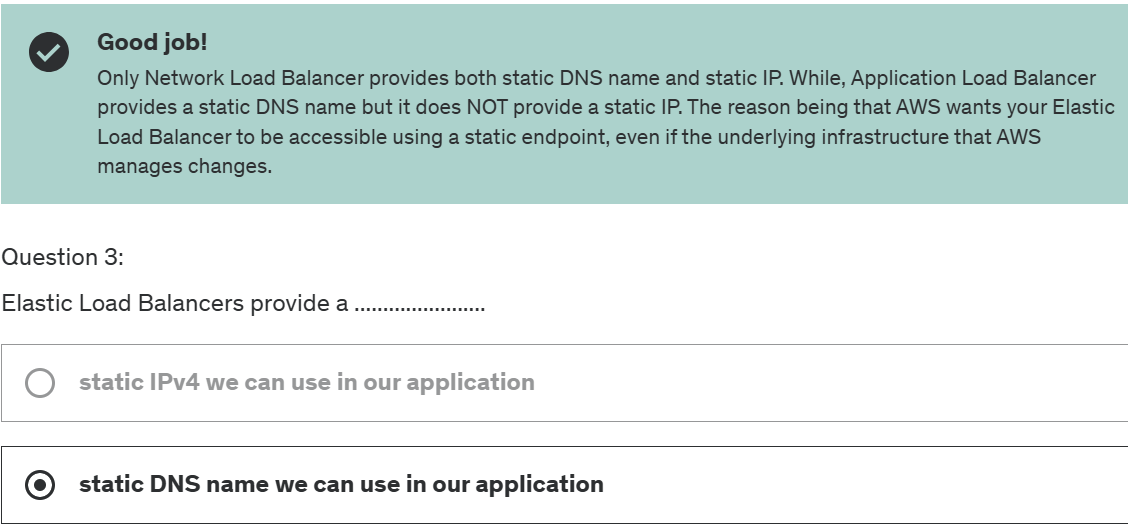 Good job!
Only Network Load Balancer provides both static DNS name and static IP. While, Application Load Balancer
provides a static DNS name but it does NOT provide a static IP. The reason being that AWS wants your Elastic
Load Balancer to be accessible using a static endpoint, even if the underlying infrastructure that AWS
manages changes.
Question 3:
Elastic Load Balancers provide a .......................
static IPv4 we can use in our application
static DNS name we can use in our application